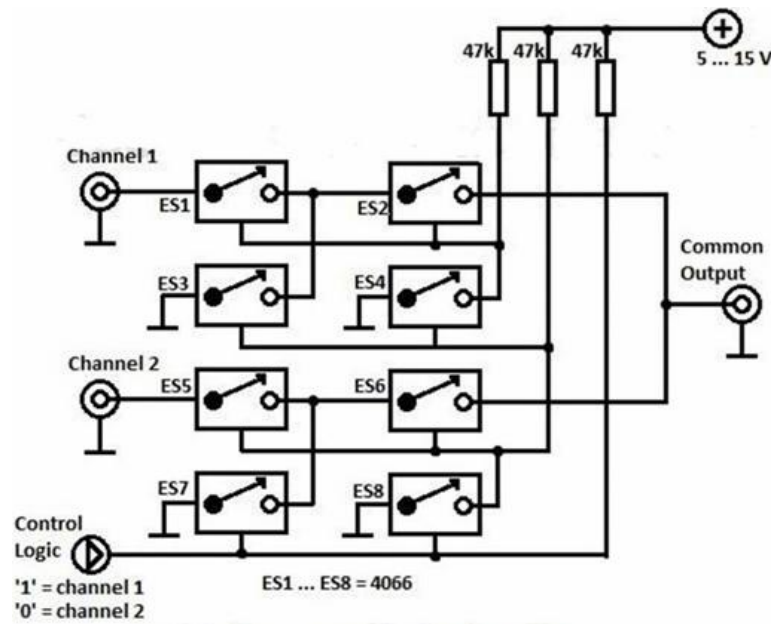 47k
47k
47k
5 ... 15 V
Channel 1
ES1
ES2
Common
Output
ES3
ES4
Channel 2
ES5
ES6
ES7
ES8
Control
Logic
'1' = channel 1
'0' = channel 2
ES1 ... ES8 = 4066